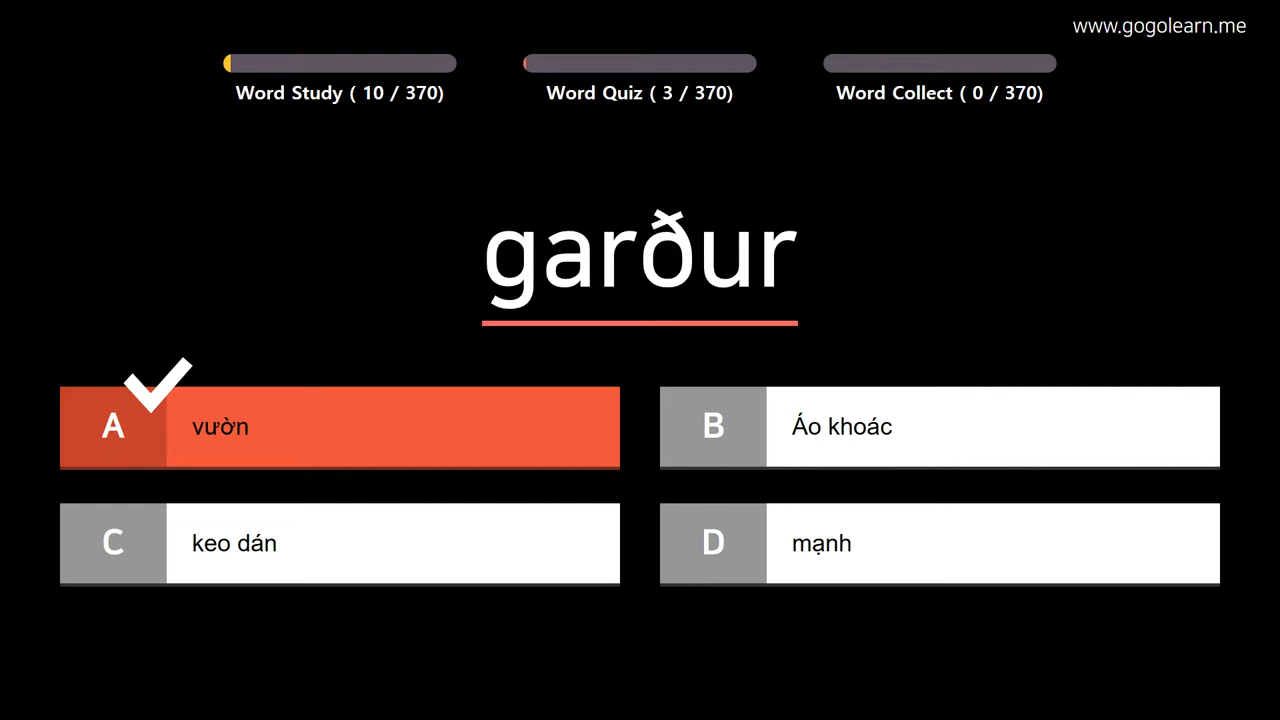 www.gogolearn.me
Word Study ( 10 / 370)
Word Quiz ( 3 / 370)
Word Collect ( 0 / 370)
garður
A vườn
B Áo khoác
C keo dán
D mạnh